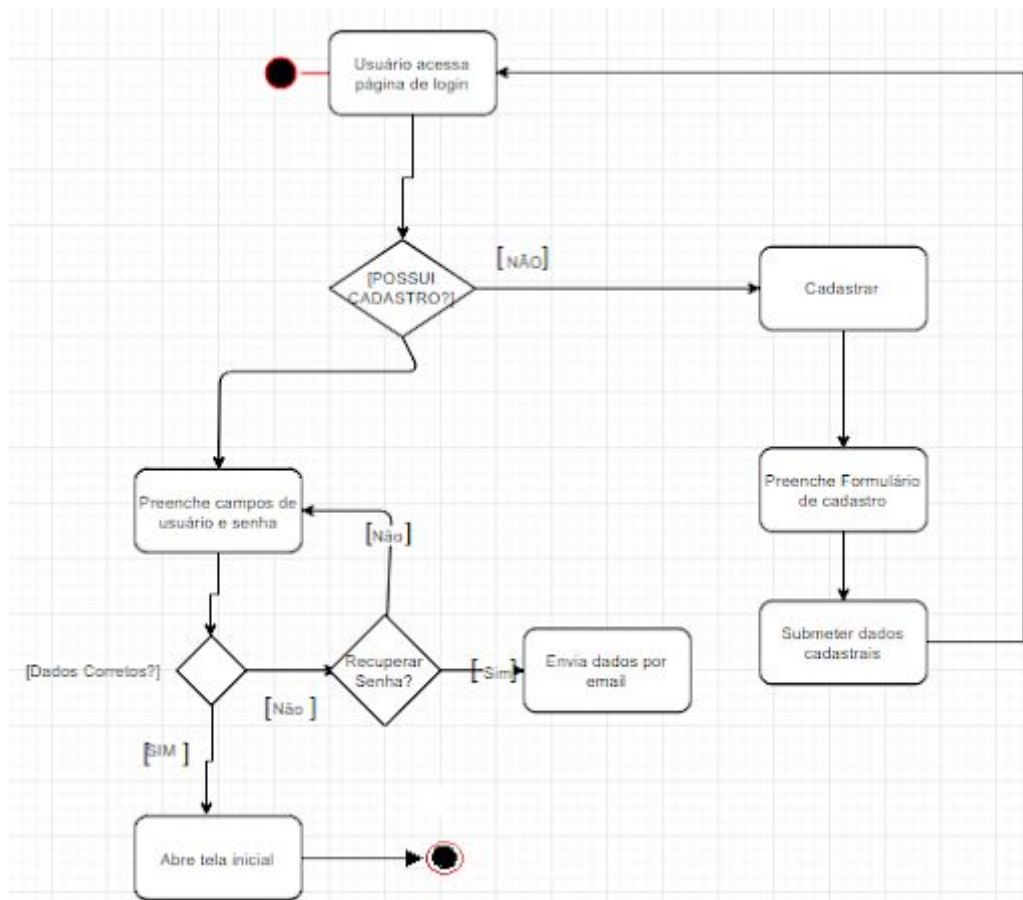 Usuário acessa
página de login
[POSSUI
CADASTRO?]
[NÃO]
Cadastrar
Preenche campos de
usuário e senha
[Não ]
Preenche Formulário
de cadastro
[Dados Corretos?]
Recuperar
Senha?
[Não ]
[Sim]
Envia dados por
email
Submeter dados
cadastrais
[SIM ]
Abre tela inicial